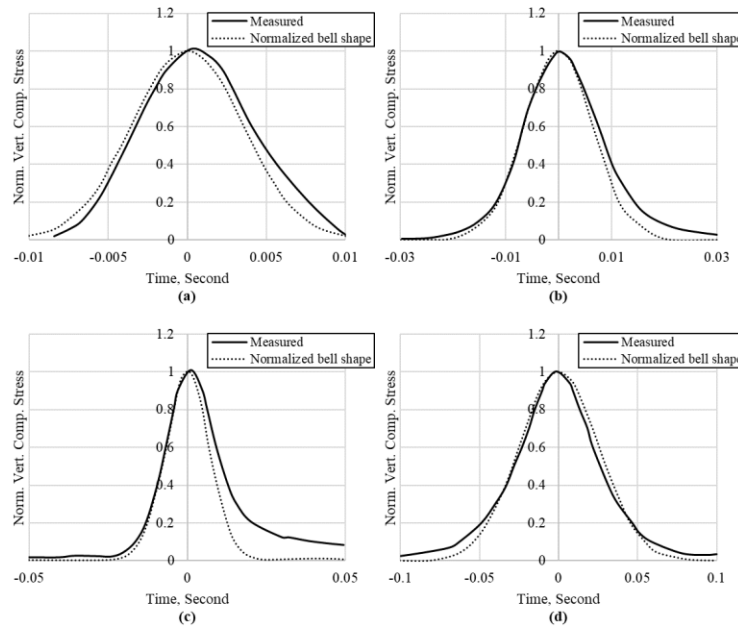 1.2
Measured
Normalized bell shape
1
0.8
0.6
0.4
0.2
0
-0.01
-0.005
0
0.005
0.01
Norm. Vert. Comp. Stress
Time, Second
(a)
1.2
Measured
Normalized bell shape
1
0.8
0.6
0.4
0.2
0
-0.03
-0.01
0.01
0.03
Norm. Vert. Comp. Stress
Time, Second
(b)
1.2
Measured
Normalized bell shape
1
0.8
0.6
0.4
0.2
0
-0.05
0
0.05
Norm. Vert. Comp. Stress
Time, Second
(c)
1.2
Measured
Normalized bell shape
1
0.8
0.6
0.4
0.2
0
-0.1
-0.05
0
0.05
0.1
Norm. Vert. Comp. Stress
Time, Second
(d)